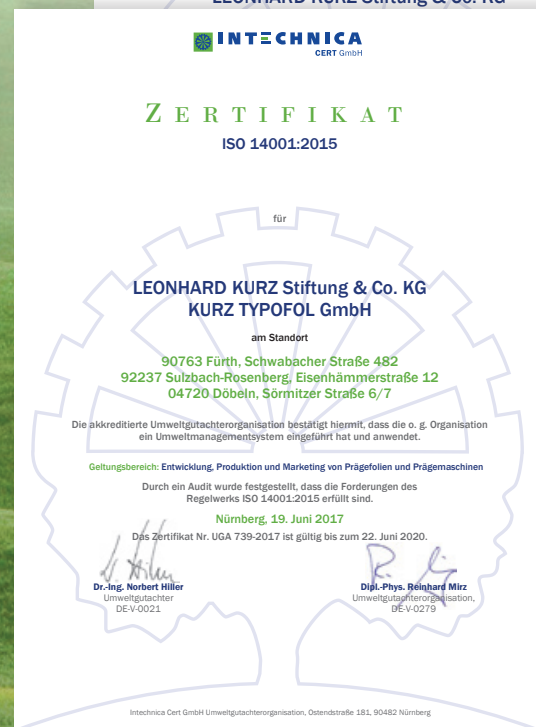 LEONHARD KURZ Stiftung & Co. KG
INTECHNICA
CERT GmbH
ZERTIFIKAT
ISO 14001:2015
für
LEONHARD KURZ Stiftung & Co. KG
KURZ TYPOFOL GmbH
am Standort
90763 Fürth, Schwabacher Straße 482
92237 Sulzbach-Rosenberg, Eisenhämmerstraße 12
04720 Döbeln, Sörmitzer Straße 6/7
Die akkreditierte Umweltgutachterorganisation bestätigt hiermit, dass die o. g. Organisation
ein Umweltmanagementsystem eingeführt hat und anwendet.
Geltungsbereich: Entwicklung, Produktion und Marketing von Prägefolien und Prägemaschinen
Durch ein Audit wurde festgestellt, dass die Forderungen des
Regelwerks ISO 14001:2015 erfüllt sind.
Nürnberg, 19. Juni 2017
Das Zertifikat Nr. UGA 739-2017 ist gültig bis zum 22. Juni 2020.
Dr.-Ing. Norbert Hiller
Umweltgutachter
DE-V-0021
Dipl.-Phys. Reinhard Mirz
Umweltgutachterorganisation,
DE-V-0279
Intechnica Cert GmbH Umweltgutachterorganisation, Ostendstraße 181, 90482 Nürnberg